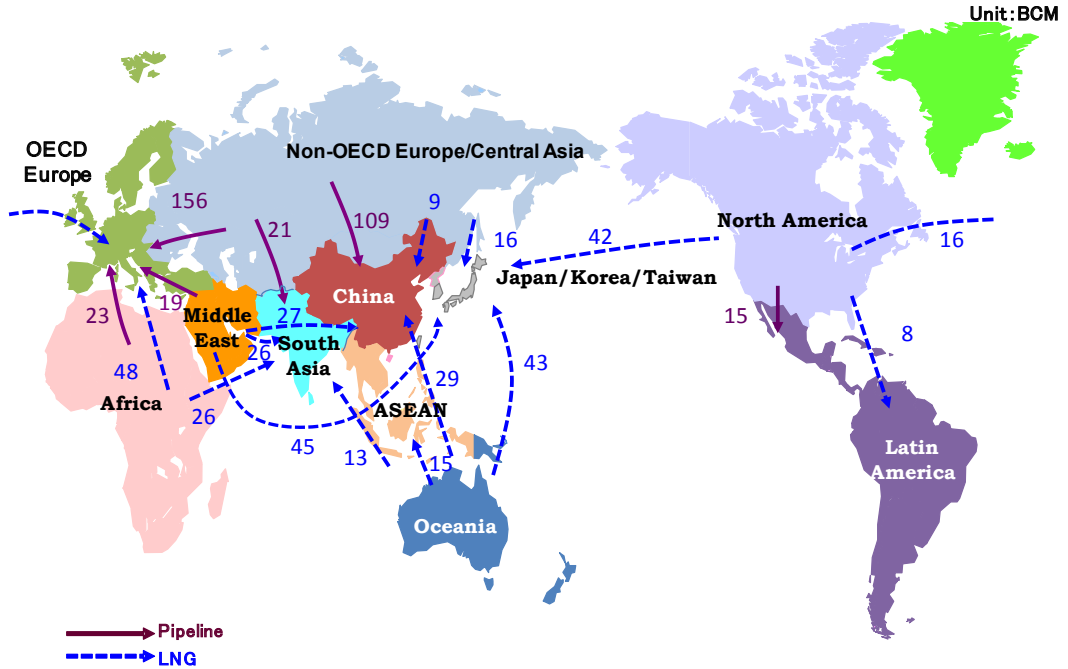 Unit:BCM
OECD
Europe
Non-OECD Europe/Central Asia
156
21
109
9
16
42
North America
16
Japan/Korea/Taiwan
China
19
23
Middle
East
27
26
South
Asia
15
8
48
Africa
26
45
13
ASEAN
29
43
15
Oceania
Latin
America
Pipeline
LNG